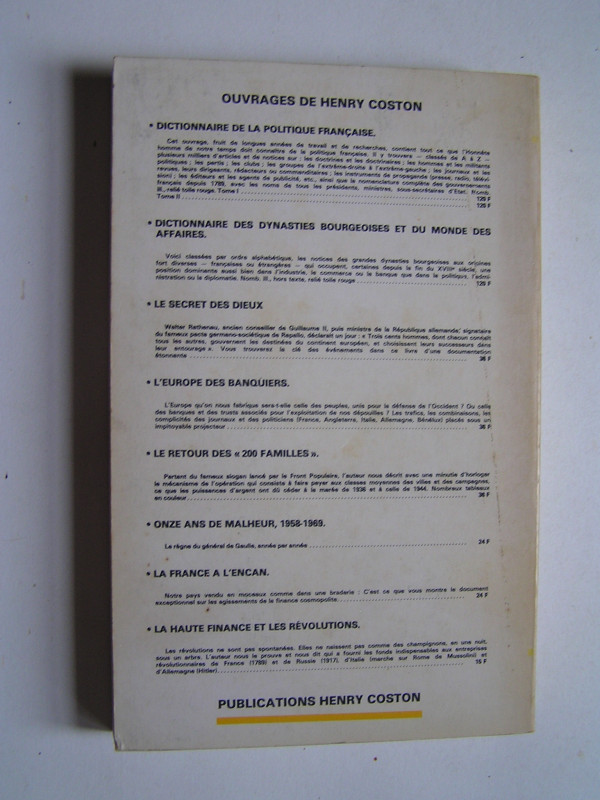 OUVRAGES DE HENRY COSTON
• DICTIONNAIRE DE LA POLITIQUE FRANÇAISE.
Cet ouvrage, fruit de longues années de travail et de recherches, contient tout ce que l'Honnête
homme de notre temps doit connaître de la politique française. Il y trouvera — classés de A à Z —
plusieurs milliers d'articles et de notices sur : les doctrines et les doctrinaires ; les hommes et les militants
politiques ; les partis ; les clubs ; les groupes de l'extrême-droite à l'extrême-gauche ; les journaux et les
revues, leurs dirigeants, rédacteurs ou commanditaires ; les instruments de propagande (presse, radio, télévi-
sion) ; les éditeurs et les agents de publicité, etc., ainsi que la nomenclature complète des gouvernements
français depuis 1789, avec les noms de tous les présidents, ministres, sous-secrétaires d'Etat. Nomb.
ill., relié toile rouge. Tome I 120 F
Tome II 120 F
• DICTIONNAIRE DES DYNASTIES BOURGEOISES ET DU MONDE DES
AFFAIRES.
Voici classées par ordre alphabétique, les notices des grandes dynasties bourgeoises aux origines
fort diverses — françaises ou étrangères — qui occupent, certaines depuis la fin du XVIIIe siècle, une
position dominante aussi bien dans l'industrie, le commerce ou la banque que dans la politique, l'admi-
nistration ou la diplomatie. Nomb. ill., hors texte, relié toile rouge 120 F
• LE SECRET DES DIEUX
Walter Rathenau, ancien conseiller de Guillaume II, puis ministre de la République allemande, signataire
du fameux pacte germano-soviétique de Rapallo, déclarait un jour : « Trois cents hommes, dont chacun connaît
tous les autres, gouvernent les destinées du continent européen, et choisissent leurs successeurs dans
leur entourage ». Vous trouverez la clé des événements dans ce livre d'une documentation
étonnante 36 F
• L'EUROPE DES BANQUIERS.
L'Europe qu'on nous fabrique sera-t-elle celle des peuples, unis pour la défense de l'Occident ? Ou celle
des banques et des trusts associés pour l'exploitation de nos dépouilles ? Les trafics, les combinaisons, les
complicités des journaux et des politiciens (France, Angleterre, Italie, Allemagne, Bénélux) placés sous un
impitoyable projecteur 36 F
• LE RETOUR DES « 200 FAMILLES ».
Partant du fameux slogan lancé par le Front Populaire, l'auteur nous décrit avec une minutie d'horloger
le mécanisme de l'opération qui consiste à faire payer aux classes moyennes des villes et des campagnes,
ce que les puissances d'argent ont dû céder à la marée de 1936 et à celle de 1944. Nombreux tableaux
en couleur 36 F
• ONZE ANS DE MALHEUR, 1958-1969.
Le règne du général de Gaulle, année par année 24 F
• LA FRANCE A L'ENCAN.
Notre pays vendu en moceaux comme dans une braderie : C'est ce que vous montre le document
exceptionnel sur les agissements de la finance cosmopolite 24 F
• LA HAUTE FINANCE ET LES RÉVOLUTIONS.
Les révolutions ne sont pas spontanées. Elles ne naissent pas comme des champignons, en une nuit,
sous un arbre. L'auteur nous le prouve et nous dit qui a fourni les fonds indispensables aux entreprises
révolutionnaires de France (1789) et de Russie (1917), d'Italie (marche sur Rome de Mussolini) et
d'Allemagne (Hitler) 15 F
PUBLICATIONS HENRY COSTON